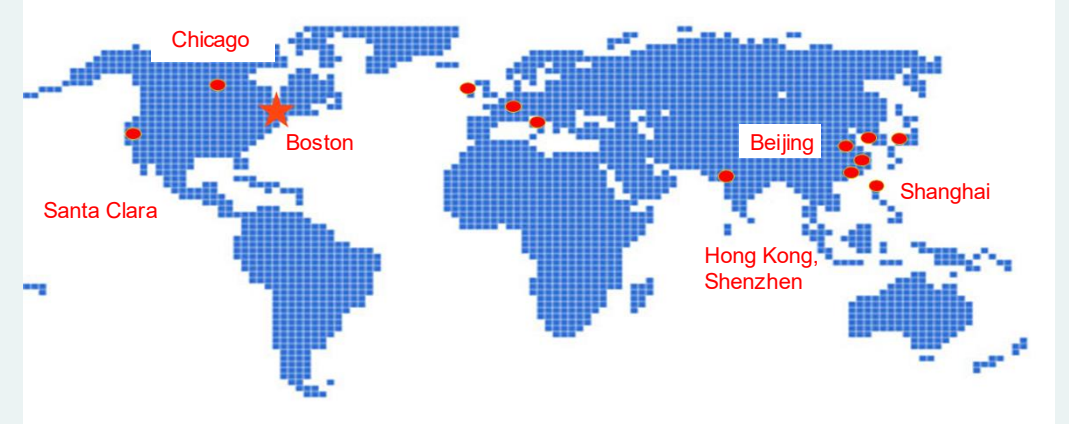 Chicago
Boston
Beijing
Santa Clara
Shanghai
Hong Kong,
Shenzhen